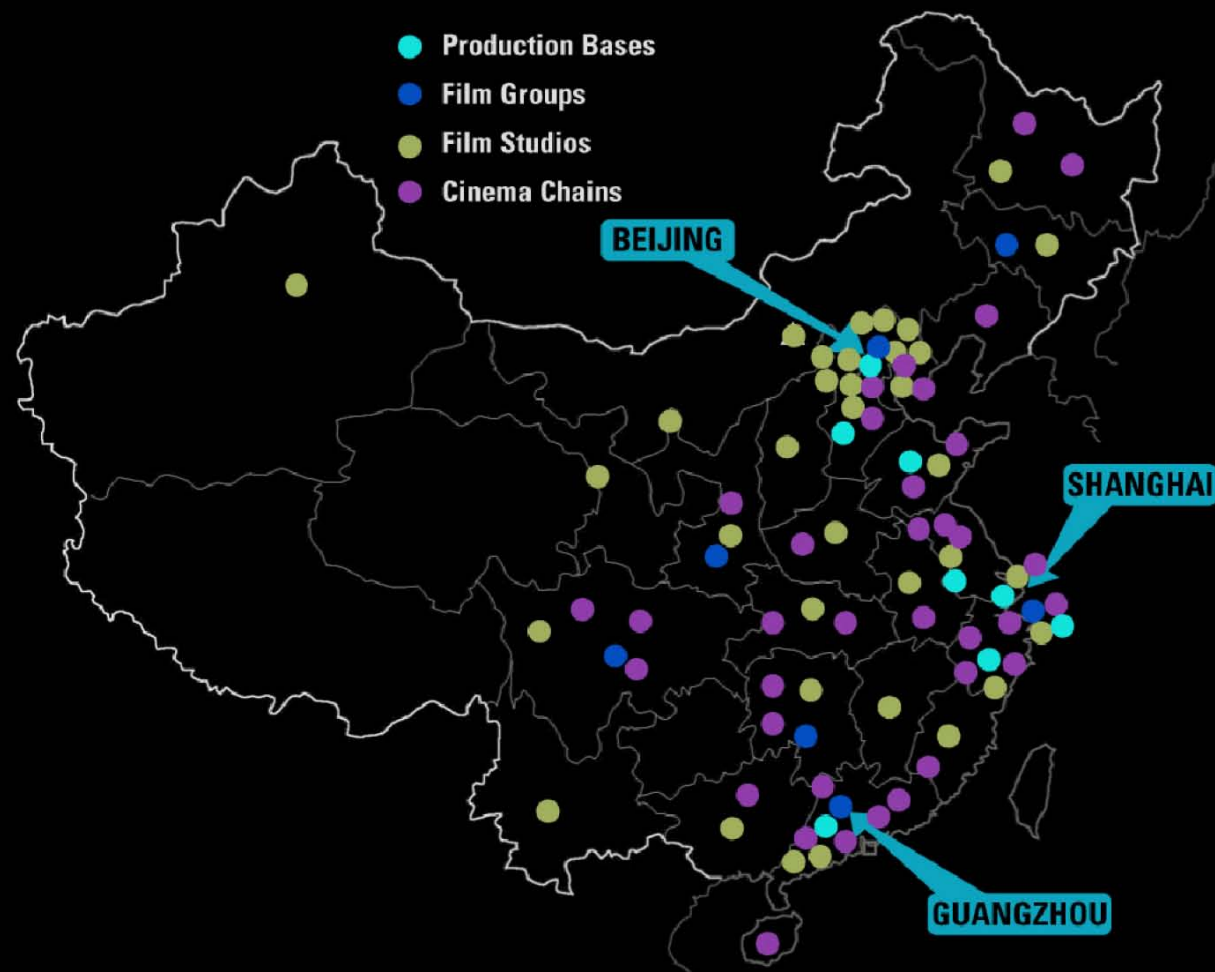 Production Bases
Film Groups
Film Studios
Cinema Chains
BEIJING
SHANGHAI
GUANGZHOU